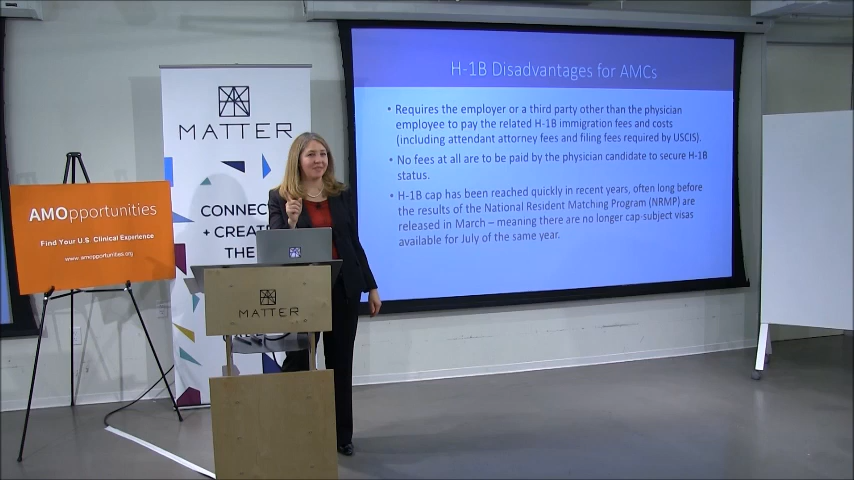 H-1B Disadvantages for AMCs
• Requires the employer or a third party other than the physician
employee to pay the related H-1B immigration fees and costs
(including attendant attorney fees and filing fees required by USCIS).
• No fees at all are to be paid by the physician candidate to secure H-1B
status.
• H-1B cap has been reached quickly in recent years, often long before
the results of the National Resident Matching Program (NRMP) are
released in March – meaning there are no longer cap-subject visas
available for July of the same year.
MATTER
CONNECT
+ CREATE
THE
AMOpportunities
Find Your U.S Clinical Experience
www.amopportunities.org
MATTER